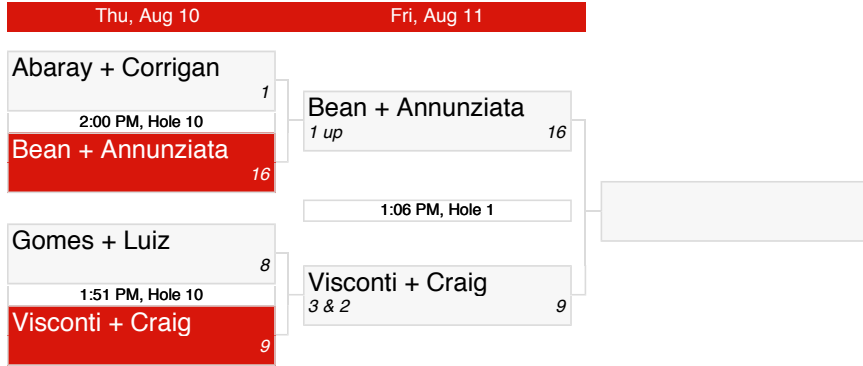 Thu, Aug 10
Fri, Aug 11
Abaray + Corrigan
1
2:00 PM, Hole 10
Bean + Annunziata
16
Gomes + Luiz
8
1:51 PM, Hole 10
Visconti + Craig
9
Bean + Annunziata
1 up 16
1:06 PM, Hole 1
Visconti + Craig
3 & 2 9